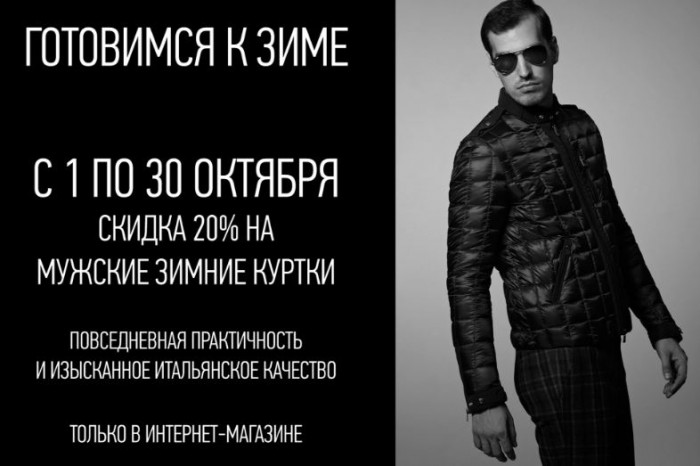 ГОТОВИМСЯ К ЗИМЕ
С 1 ПО 30 ОКТЯБРЯ
СКИДКА 20% НА
МУЖСКИЕ ЗИМНИЕ КУРТКИ
ПОВСЕДНЕВНАЯ ПРАКТИЧНОСТЬ
И ИЗЫСКАННОЕ ИТАЛЬЯНСКОЕ КАЧЕСТВО
ТОЛЬКО В ИНТЕРНЕТ-МАГАЗИНЕ